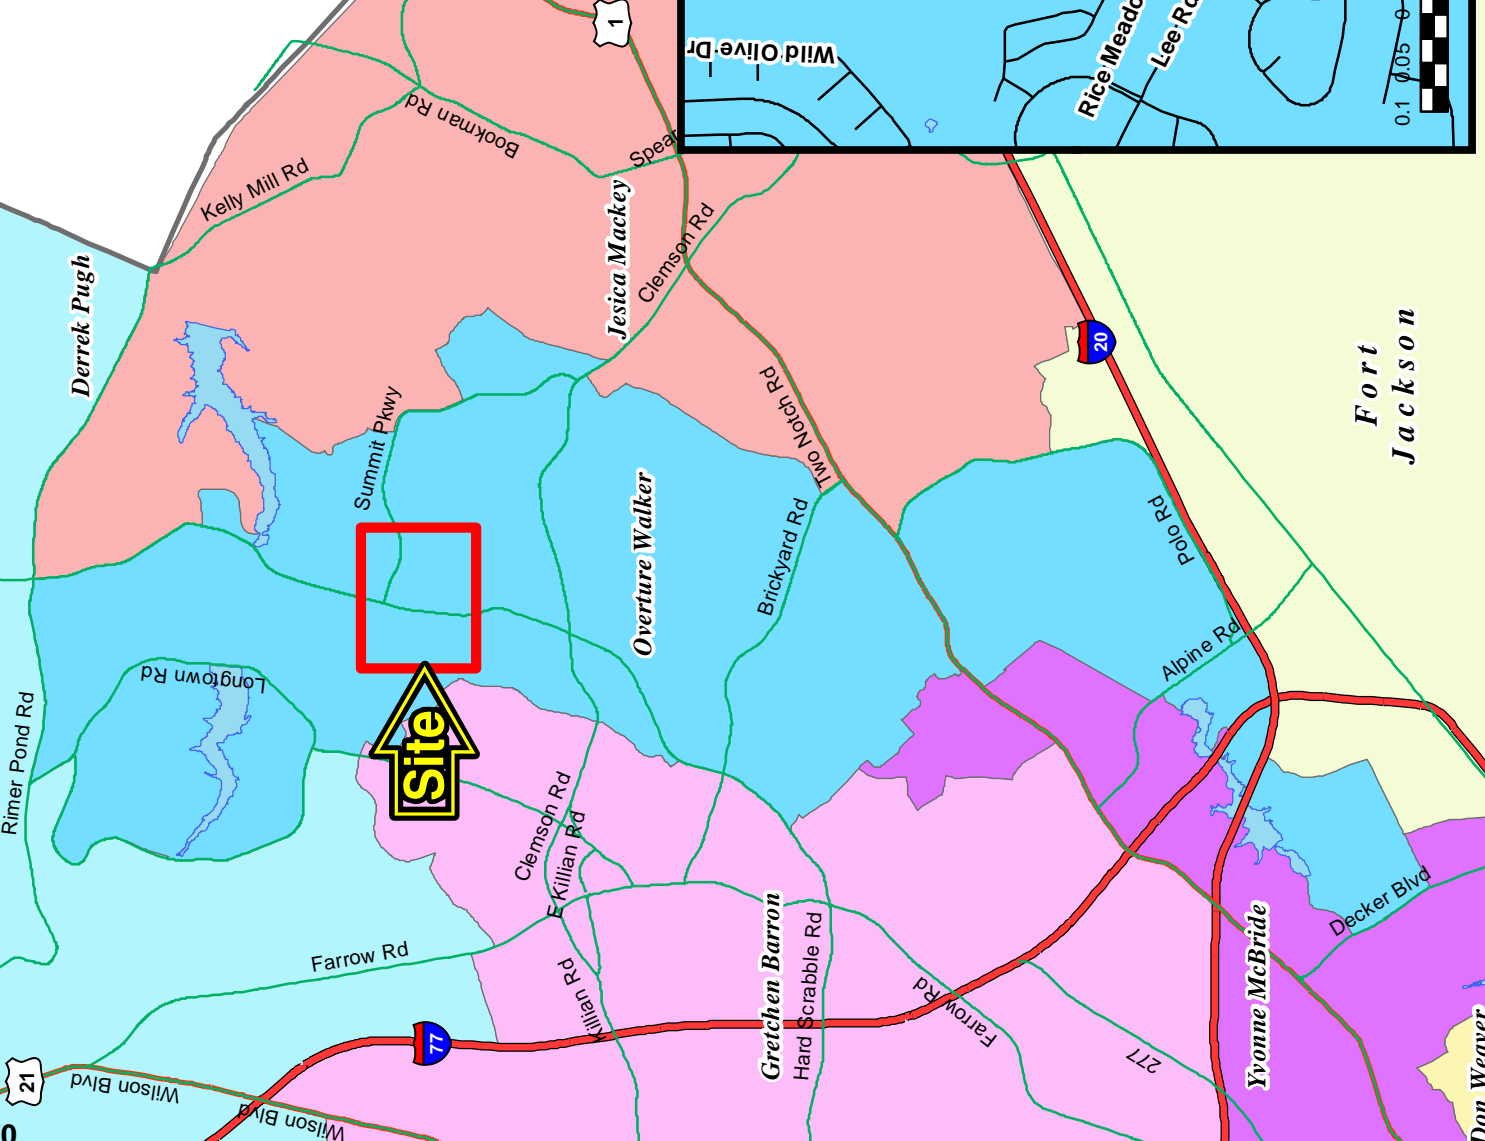 1
Wild Olive Dr
Rice Meado
Lee Rd
0.1
0.05
0
Bookman Rd
Spear
Kelly Mill Rd
Jesica Mackey
Clemson Rd
Derrek Pugh
20
Fort
Jackson
Two Notch Rd
Summit Pkwy
Overture Walker
Brickyard Rd
Polo Rd
Alpine Rd
Longtown Rd
Rimer Pond Rd
Site
Clemson Rd
E Killian Rd
Decker Blvd
Gretchen Barron
Hard Scrabble Rd
Yvonne McBride
Farrow Rd
Killian Rd
Farrow Rd
277
77
21
Wilson Blvd
Wilson Blvd
Don Weaver
0